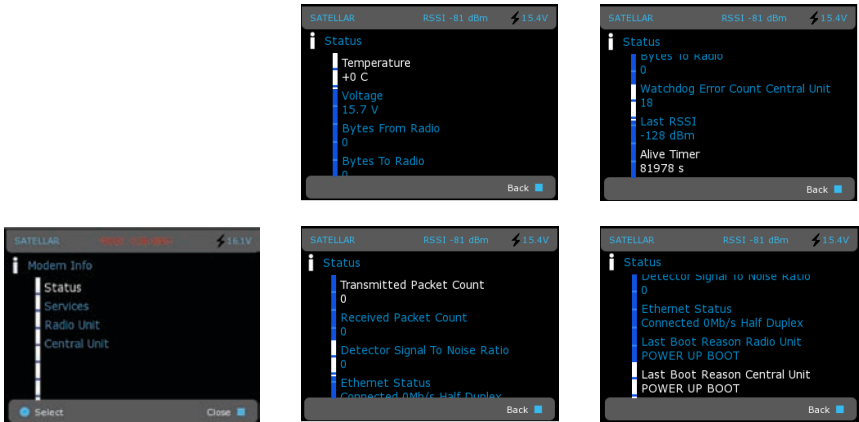 SATELLAR RSSI -81 dBm 15.4V
Status
Temperature
+0 C
Voltage
15.7 V
Bytes From Radio
0
Bytes To Radio
0
Back
SATELLAR RSSI -81 dBm 15.4V
Status
Bytes To Radio
0
Watchdog Error Count Central Unit
18
Last RSSI
-128 dBm
Alive Timer
81978 s
Back
SATELLAR 16.1V
Modem Info
Status
Services
Radio Unit
Central Unit
Select Close
SATELLAR RSSI -81 dBm 15.4V
Status
Transmitted Packet Count
0
Received Packet Count
0
Detector Signal To Noise Ratio
0
Ethernet Status
Connected 0Mb/s Half Duplex
Back
SATELLAR RSSI -81 dBm 15.4V
Status
Detector Signal To Noise Ratio
0
Ethernet Status
Connected 0Mb/s Half Duplex
Last Boot Reason Radio Unit
POWER UP BOOT
Last Boot Reason Central Unit
POWER UP BOOT
Back